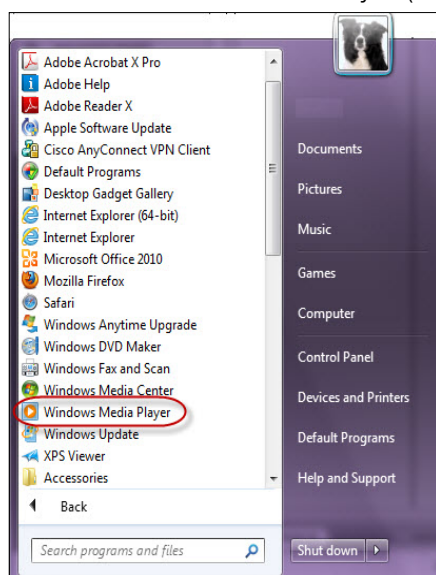 Adobe Acrobat X Pro
Adobe Help
Adobe Reader X
Apple Software Update
Cisco AnyConnect VPN Client
Default Programs
Desktop Gadget Gallery
Internet Explorer (64-bit)
Internet Explorer
Microsoft Office 2010
Mozilla Firefox
Safari
Windows Anytime Upgrade
Windows DVD Maker
Windows Fax and Scan
Windows Media Center
Windows Media Player
Windows Update
XPS Viewer
Accessories
Back
Search programs and files
Documents
Pictures
Music
Games
Computer
Control Panel
Devices and Printers
Default Programs
Help and Support
Shut down